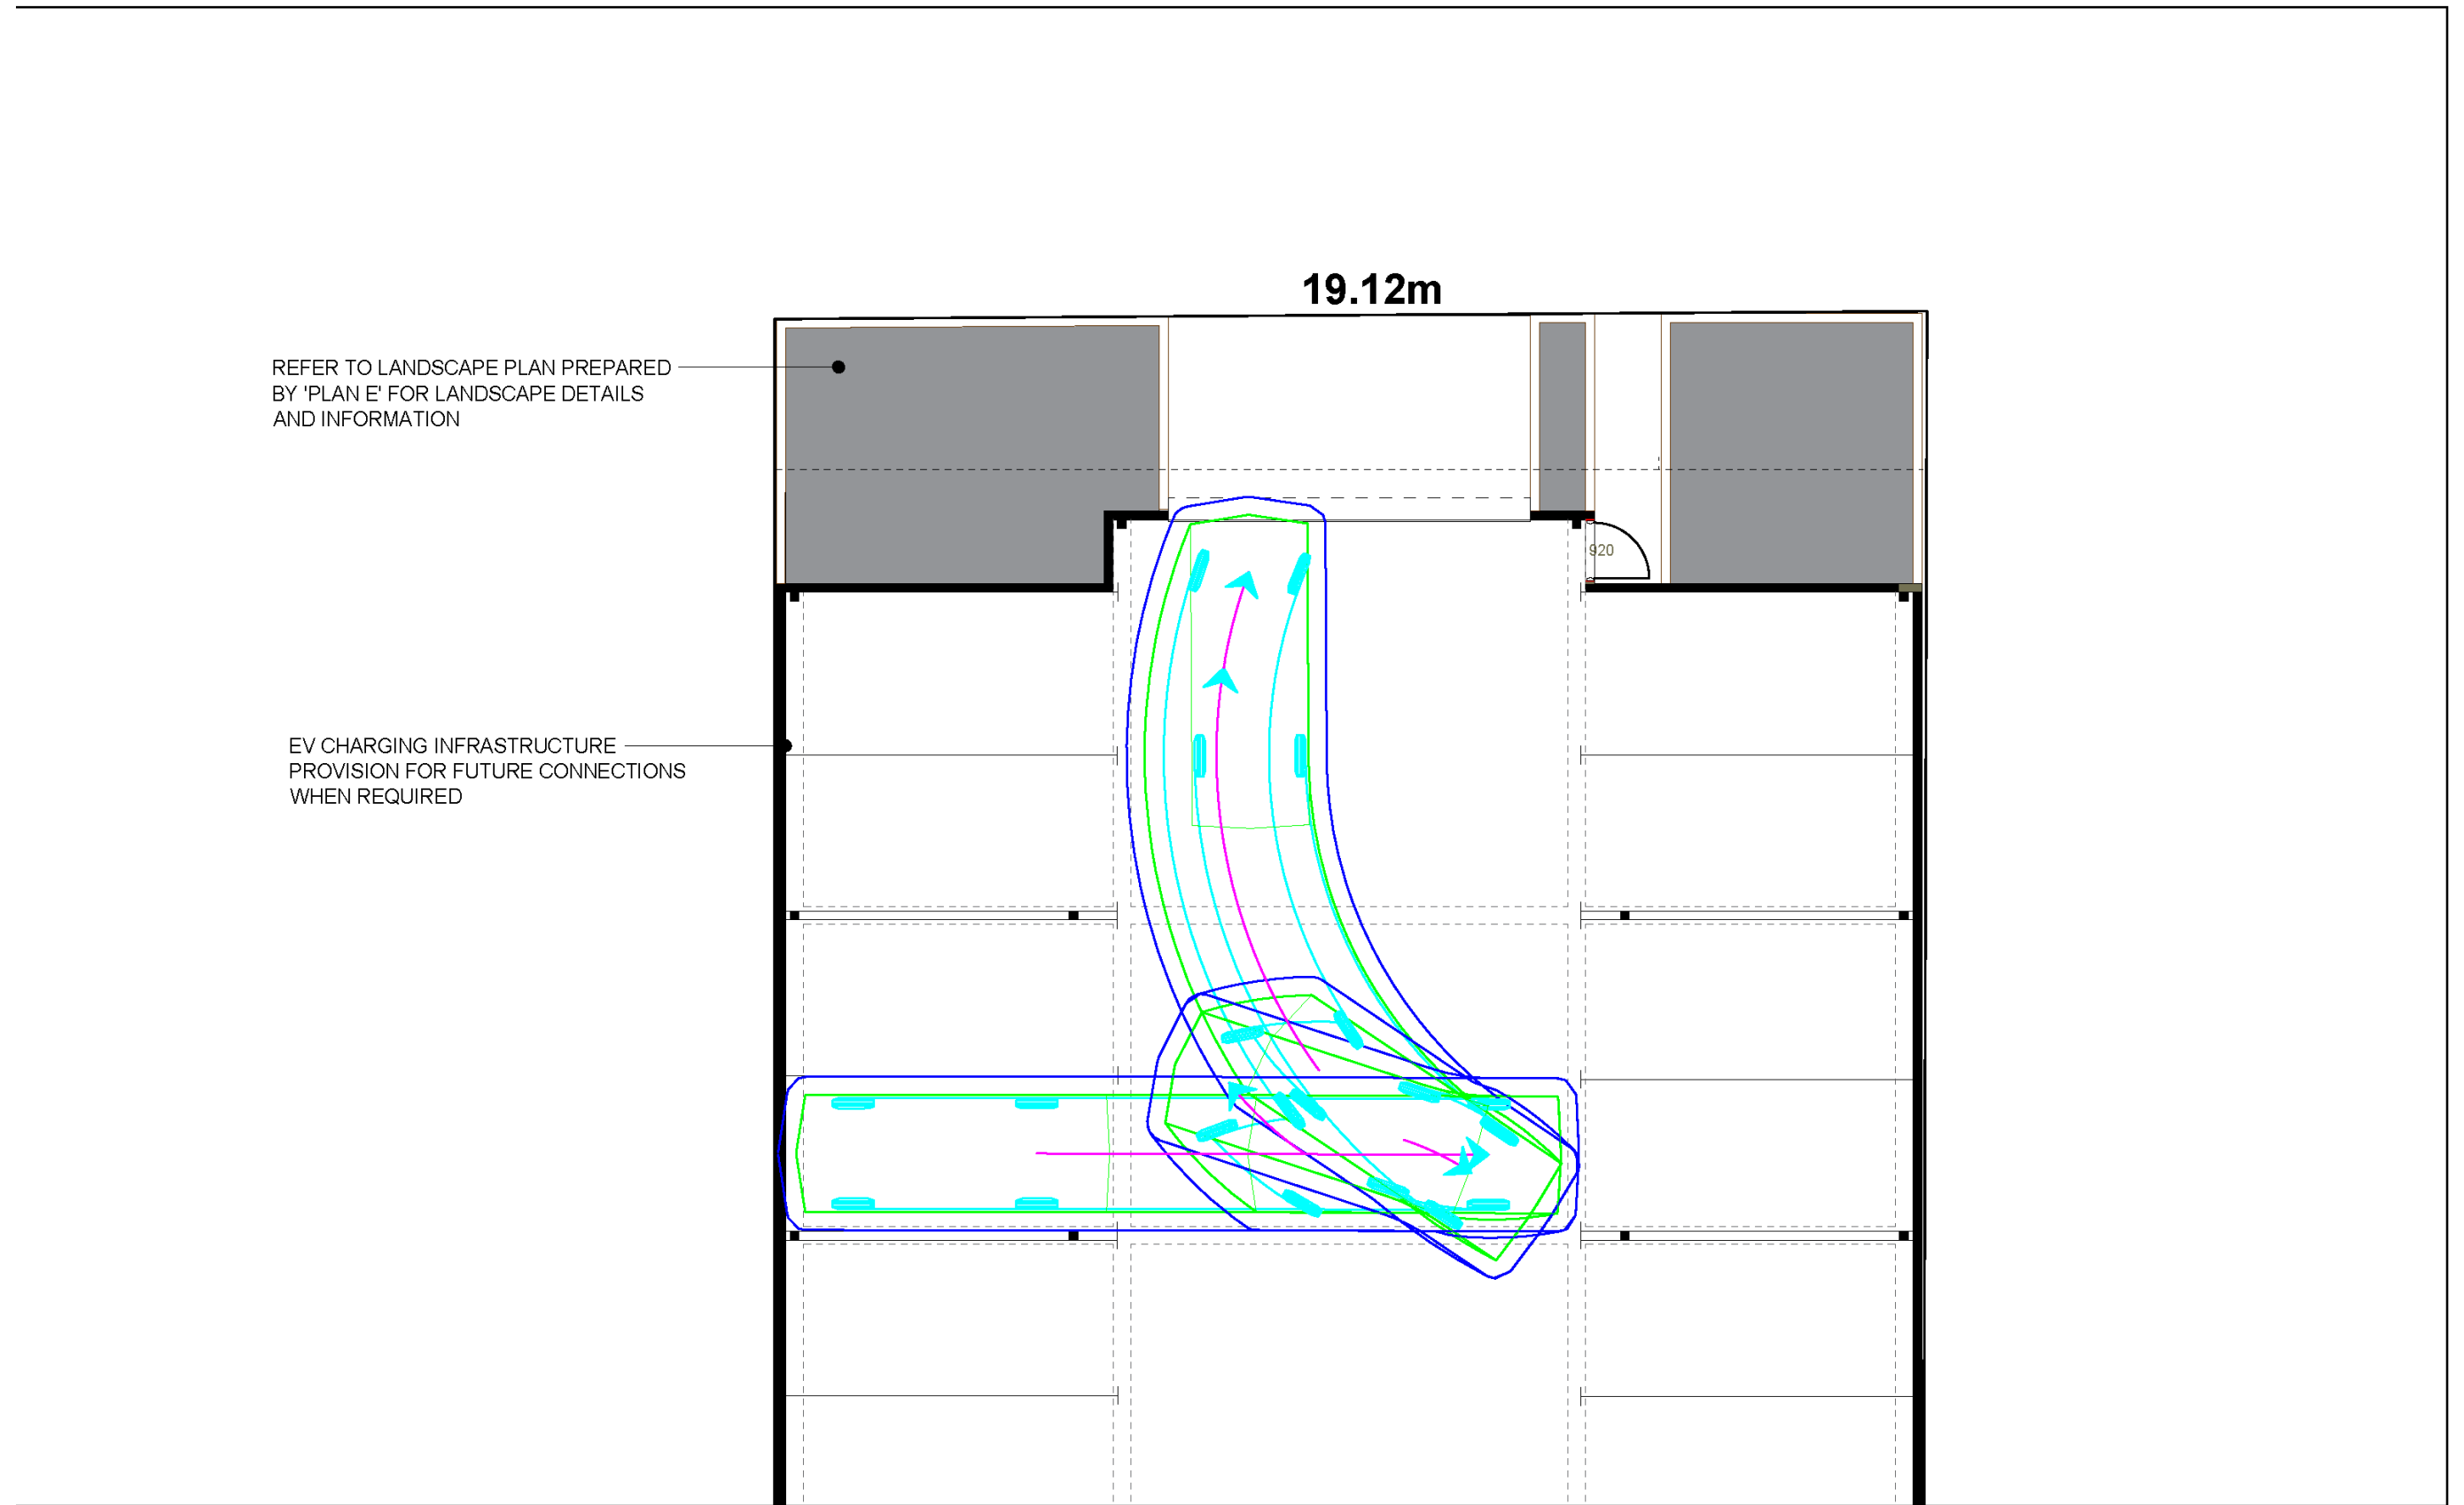 19.12m
REFER TO LANDSCAPE PLAN PREPARED
BY 'PLAN E' FOR LANDSCAPE DETAILS
AND INFORMATION
920
EV CHARGING INFRASTRUCTURE
PROVISION FOR FUTURE CONNECTIONS
WHEN REQUIRED